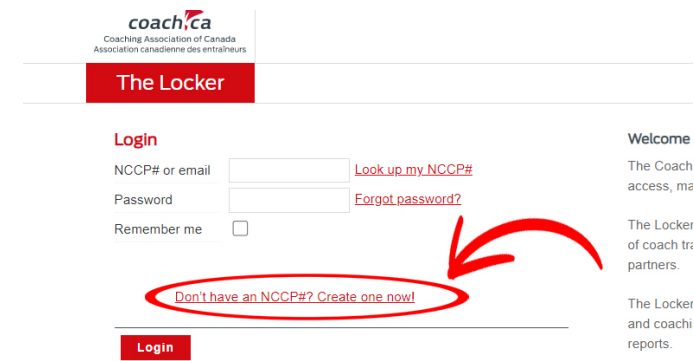 coach.ca
Coaching Association of Canada
Association canadienne des entraîneurs
The Locker
Login
NCCP# or email
Look up my NCCP#
Password
Forgot password?
Remember me
Don't have an NCCP#? Create one now!
Login
Welcome
The Coach
access, ma
The Locker
of coach tra
partners.
The Locker
and coachi
reports.